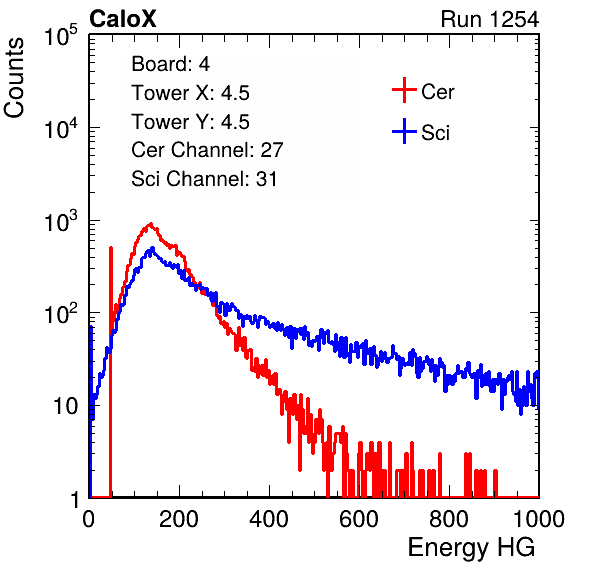 CaloX Run 1254
Counts
10^5
10^4
10^3
10^2
10
1
Board: 4
Tower X: 4.5
Tower Y: 4.5
Cer Channel: 27
Sci Channel: 31
Cer
Sci
0 200 400 600 800 1000
Energy HG